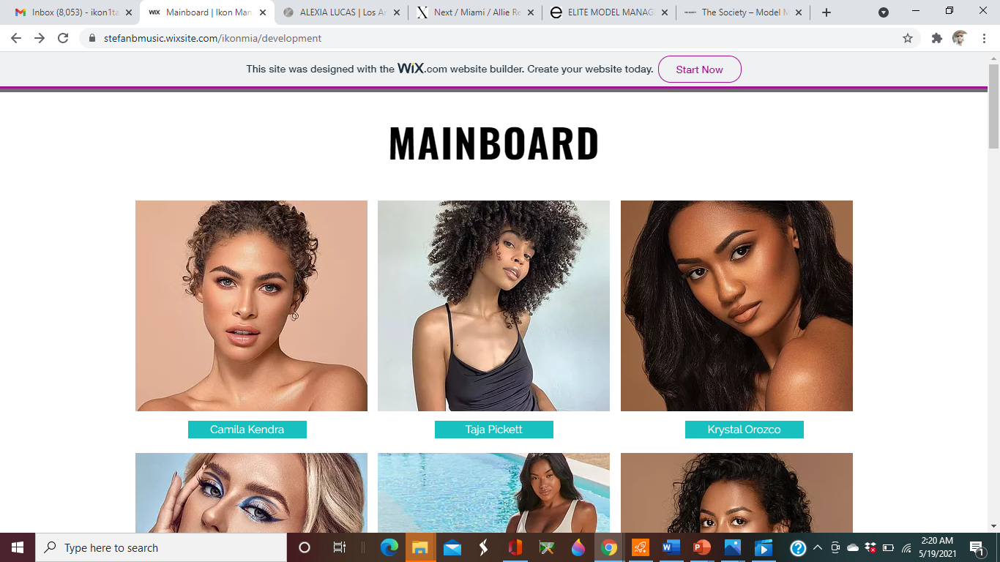 Inbox (8,053) - ikon1ta
WIX Mainboard | Ikon Man
ALEXIA LUCAS | Los An
X Next / Miami / Allie Re
e ELITE MODEL MANAG
The Society – Model M
stefanbmusic.wixsite.com/ikonmia/development
This site was designed with the WiX.com website builder. Create your website today. Start Now
MAINBOARD
Camila Kendra
Taja Pickett
Krystal Orozco
Type here to search
2:20 AM
5/19/2021
1